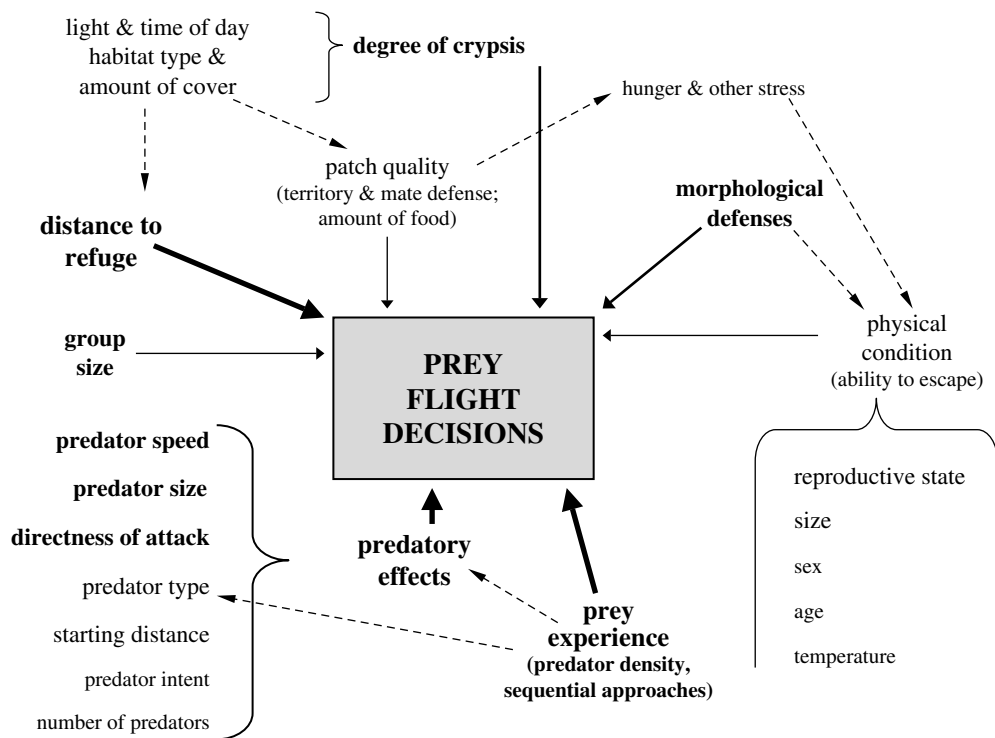 light & time of day
habitat type &
amount of cover
degree of crypsis
hunger & other stress
patch quality
(territory & mate defense;
amount of food)
morphological
defenses
distance to
refuge
group
size
PREY
FLIGHT
DECISIONS
physical
condition
(ability to escape)
predator speed
predator size
directness of attack
predator type
starting distance
predator intent
number of predators
predatory
effects
prey
experience
(predator density,
sequential approaches)
reproductive state
size
sex
age
temperature